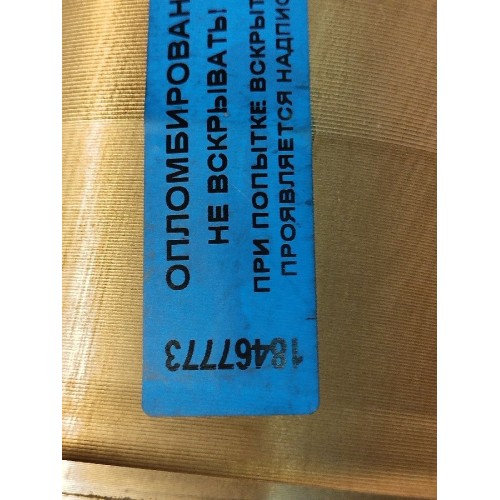 ОПЛОМБИРОВАН
НЕ ВСКРЫВАТЬ!
ПРИ ПОПЫТКЕ ВСКРЫТ
ПРОЯВЛЯЕТСЯ НАДПИС
18467773